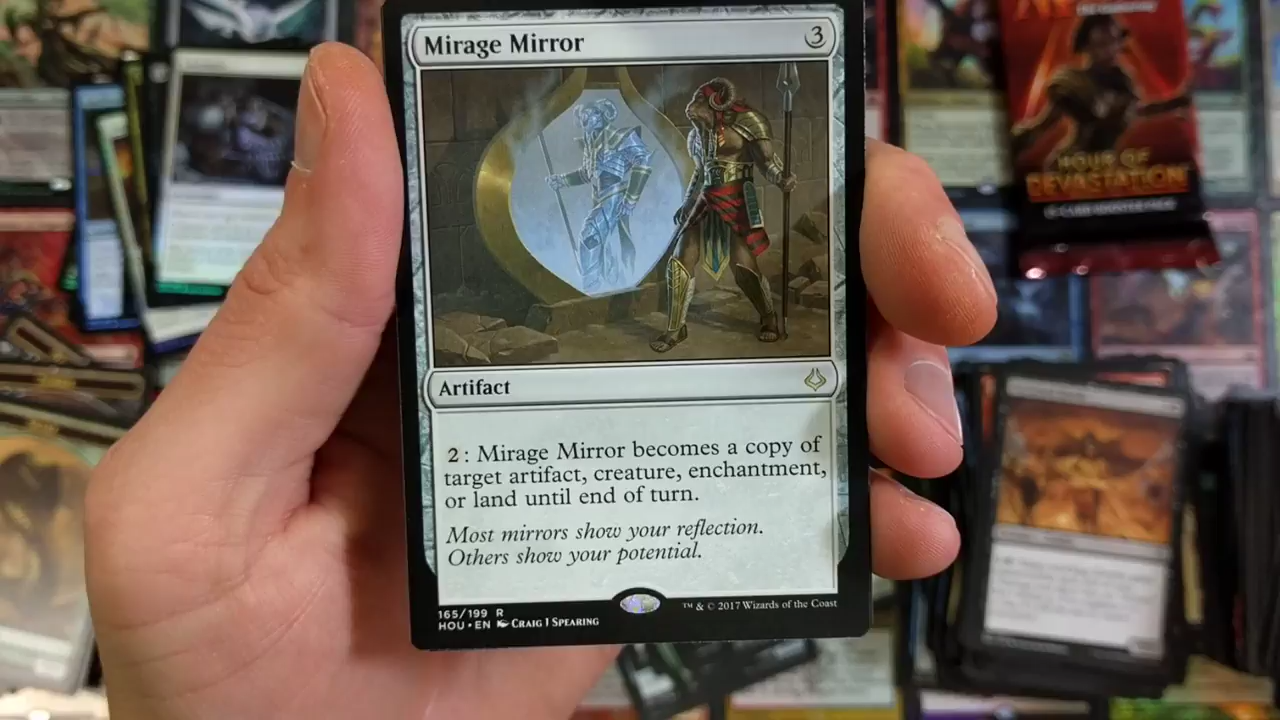 Mirage Mirror 3
Artifact
2: Mirage Mirror becomes a copy of
target artifact, creature, enchantment,
or land until end of turn.
Most mirrors show your reflection.
Others show your potential.
165/199 R
HOU • EN CRAIG J SPEARING
™ & © 2017 Wizards of the Coast
HOUR OF
DEVASTATION